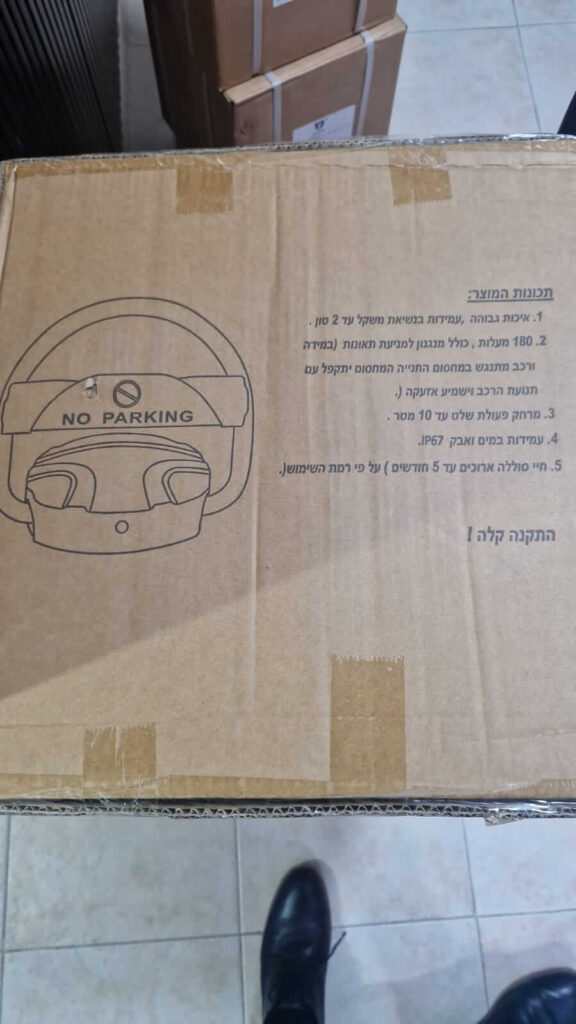 תכונות המוצר:
1. איכות גבוהה ,עמידות בנשיאת משקל עד 2 טון .
2. 180 מעלות , כולל מנגנון למניעת תאונות (במידה
ורכב מתנגש במחסום החנייה המחסום יתקפל עם
תנועת הרכב וישמיע אזעקה (.
3. מרחק פעולת שלט עד 10 מטר .
4. עמידות במים ואבק IP67.
5. חיי סוללה ארוכים עד 5 חודשים ) על פי רמת השימוש(.
התקנה קלה !
NO PARKING